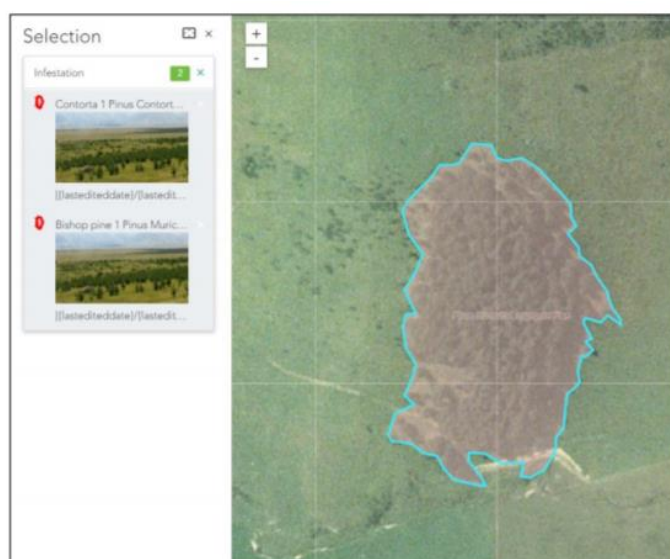 Selection
Infestation 2
Contorta 1 Pinus Contort...
|{lastediteddate}/{lastedit...
Bishop pine 1 Pinus Muric...
|{lastediteddate}/{lastedit...
+
-